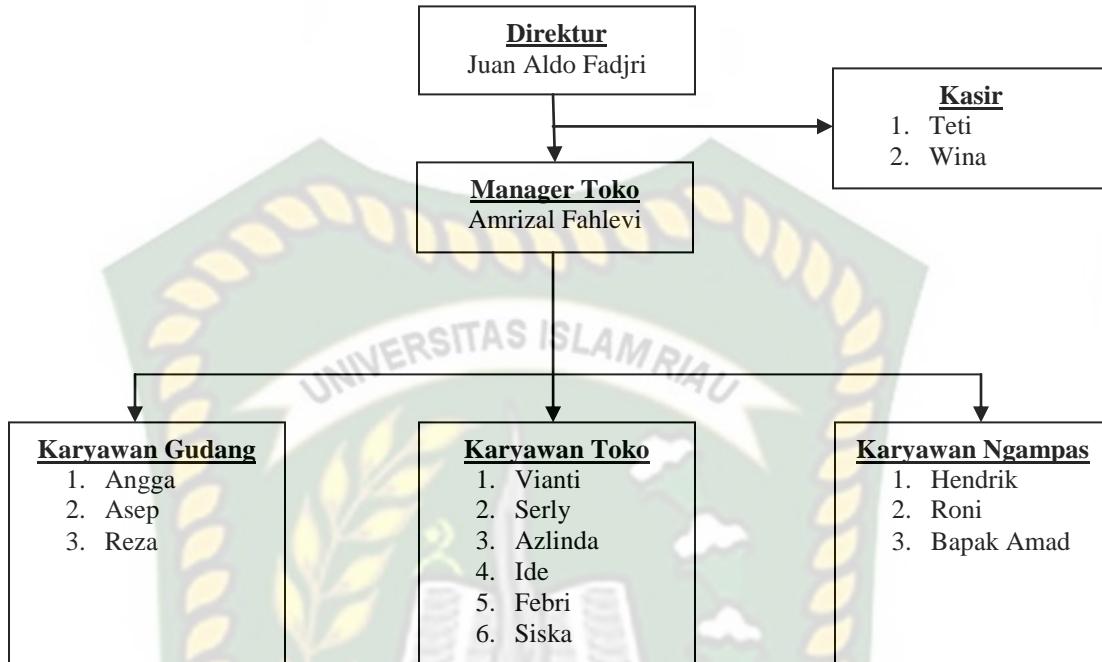 Direktur
Juan Aldo Fadjri
Kasir
1. Teti
2. Wina
Manager Toko
Amrizal Fahlevi
UNIVERSITAS ISLAM RIAU
Karyawan Gudang
1. Angga
2. Asep
3. Reza
Karyawan Toko
1. Vianti
2. Serly
3. Azlinda
4. Ide
5. Febri
6. Siska
Karyawan Ngampas
1. Hendrik
2. Roni
3. Bapak Amad